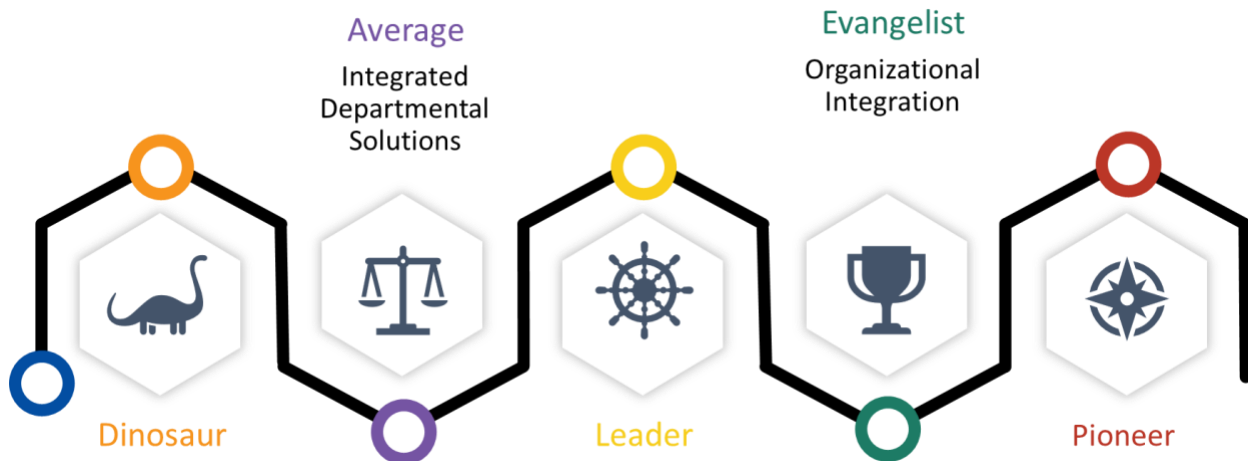 Average
Integrated
Departmental
Solutions
Evangelist
Organizational
Integration
Dinosaur
Leader
Pioneer